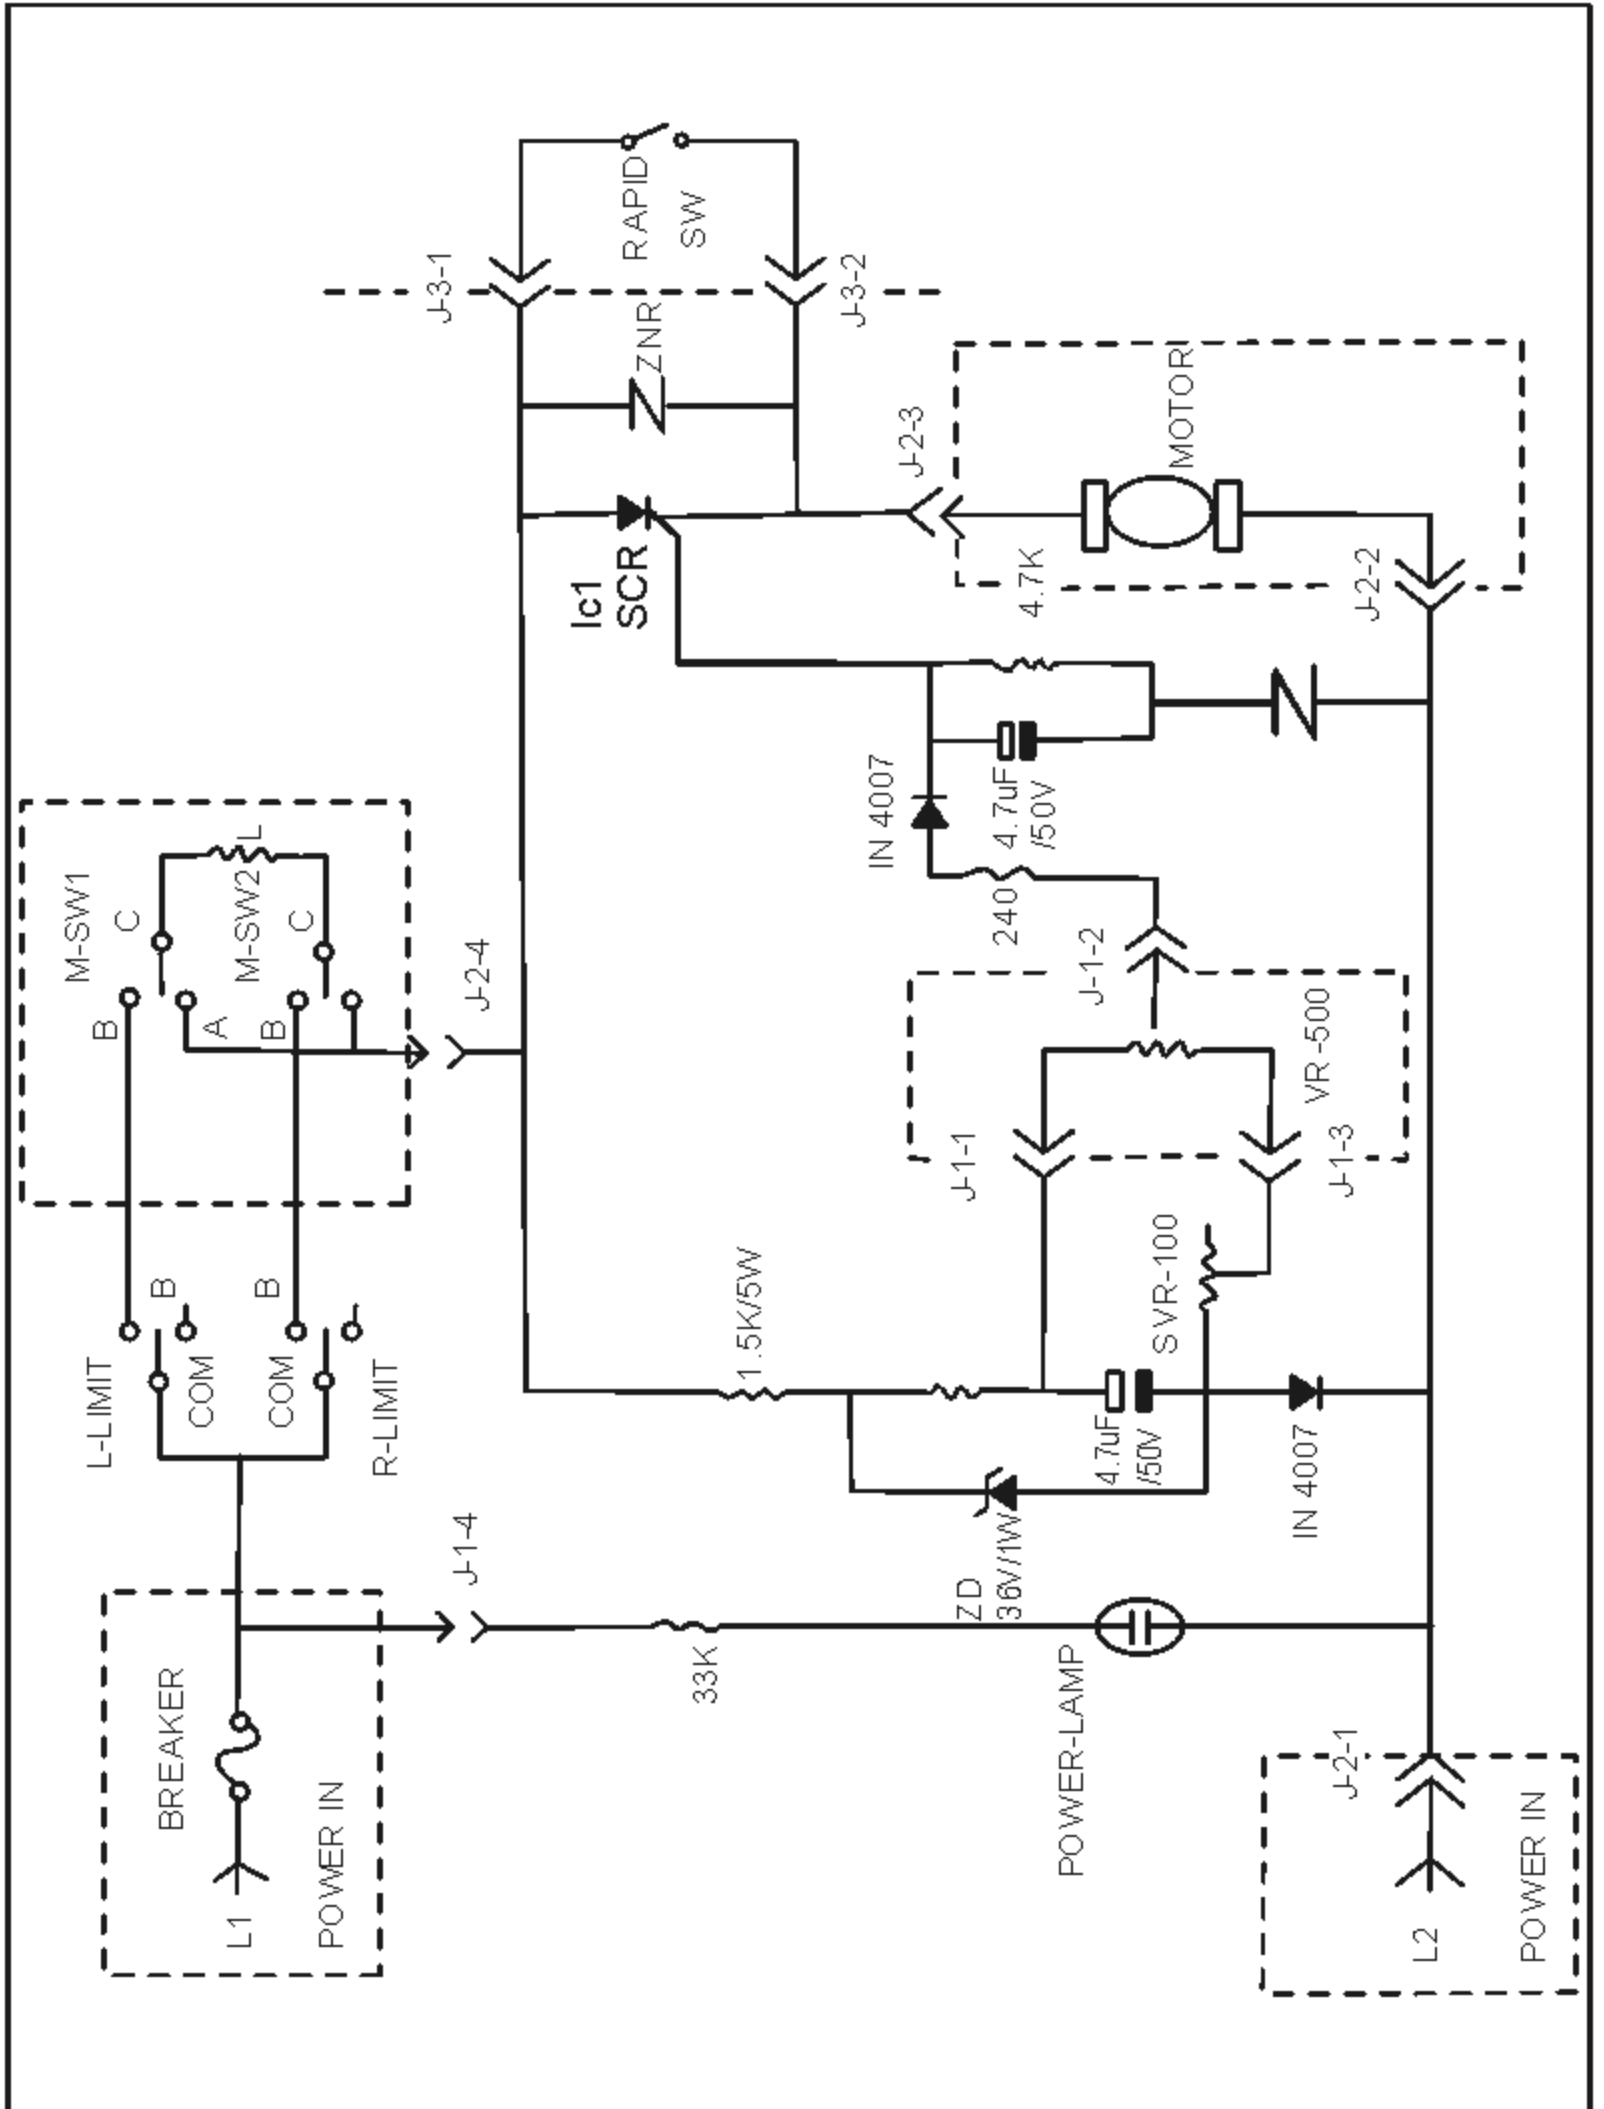 L1
BREAKER
POWER IN
L-LIMIT
B
COM
COM
B
R-LIMIT
M-SW1
B
C
A
M-SW2
B
C
L
J-1-4
J-2-4
J-3-1
RAPID
SW
ZNR
J-3-2
Ic1
SCR
J-2-3
MOTOR
4.7K
J-2-2
IN 4007
4.7uF
/50V
240
J-1-2
VR-500
J-1-1
J-1-3
SVR-100
1.5K/5W
4.7uF
/50V
IN 4007
ZD
36V/1W
33K
POWER-LAMP
J-2-1
L2
POWER IN